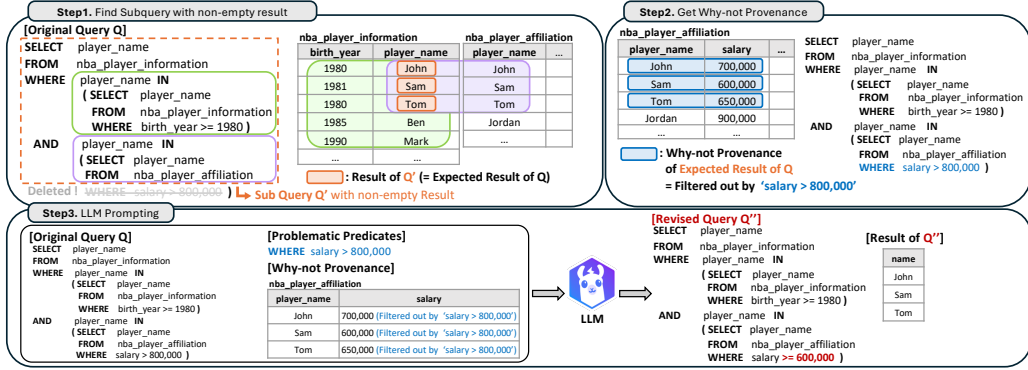 Step1. Find Subquery with non-empty result
[Original Query Q]
SELECT player_name
FROM nba_player_information
WHERE player_name IN
( SELECT player_name
FROM nba_player_information
WHERE birth_year >= 1980 )
AND player_name IN
( SELECT player_name
FROM nba_player_affiliation
Deleted ! WHERE salary > 800,000 )
Sub Query Q' with non-empty Result
nba_player_information
birth_year player_name
1980 John
1981 Sam
1980 Tom
1985 Ben
1990 Mark
... ...
nba_player_affiliation
player_name ...
John
Sam
Tom
Jordan
...
: Result of Q' (= Expected Result of Q)
Step2. Get Why-not Provenance
nba_player_affiliation
player_name salary ...
John 700,000
Sam 600,000
Tom 650,000
Jordan 900,000
... ...
: Why-not Provenance
of Expected Result of Q
= Filtered out by 'salary > 800,000'
SELECT player_name
FROM nba_player_information
WHERE player_name IN
( SELECT player_name
FROM nba_player_information
WHERE birth_year >= 1980 )
AND player_name IN
( SELECT player_name
FROM nba_player_affiliation
WHERE salary > 800,000 )
Step3. LLM Prompting
[Original Query Q]
SELECT player_name
FROM nba_player_information
WHERE player_name IN
( SELECT player_name
FROM nba_player_information
WHERE birth_year >= 1980 )
AND player_name IN
( SELECT player_name
FROM nba_player_affiliation
WHERE salary > 800,000 )
[Problematic Predicates]
WHERE salary > 800,000
[Why-not Provenance]
nba_player_affiliation
player_name salary
John 700,000 (Filtered out by 'salary > 800,000')
Sam 600,000 (Filtered out by 'salary > 800,000')
Tom 650,000 (Filtered out by 'salary > 800,000')
LLM
[Revised Query Q'']
SELECT player_name
FROM nba_player_information
WHERE player_name IN
( SELECT player_name
FROM nba_player_information
WHERE birth_year >= 1980 )
AND player_name IN
( SELECT player_name
FROM nba_player_affiliation
WHERE salary >= 600,000 )
[Result of Q'']
name
John
Sam
Tom